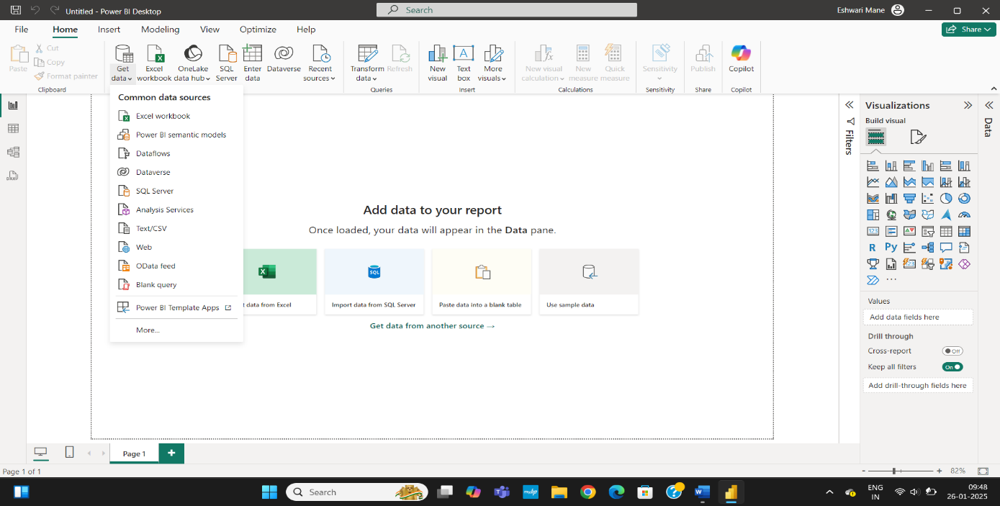 Untitled - Power BI Desktop
Search
Eshwari Mane
File Home Insert Modeling View Optimize Help
Share
Paste
Cut
Copy
Format painter
Clipboard
Get data
Excel workbook
OneLake data hub
SQL Server
Enter data
Dataverse
Recent sources
Transform data
Refresh
Queries
New visual
Text box
More visuals
Insert
New visual calculation
New measure
Quick measure
Calculations
Sensitivity
Sensitivity
Publish
Share
Copilot
Copilot
Common data sources
Excel workbook
Power BI semantic models
Dataflows
Dataverse
SQL Server
Analysis Services
Text/CSV
Web
OData feed
Blank query
Power BI Template Apps
More...
Add data to your report
Once loaded, your data will appear in the Data pane.
SQL
data from Excel
Import data from SQL Server
Paste data into a blank table
Use sample data
Get data from another source →
Filters
Visualizations
Build visual
123
R Py
123
...
Values
Add data fields here
Drill through
Cross-report
Off
Keep all filters
On
Add drill-through fields here
Data
DAX
Page 1
+
Page 1 of 1
- + 82%
Search
ENG
IN
09:48
26-01-2025